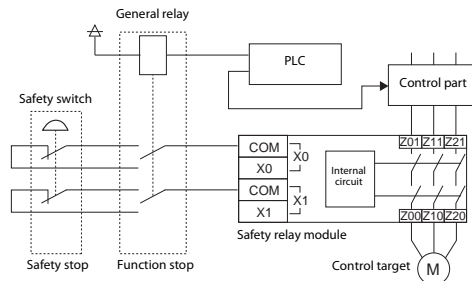 General relay
PLC
Control part
Safety switch
Z01 Z11 Z21
COM
X0
X0
COM
X1
X1
Internal
circuit
Z00 Z10 Z20
Safety relay module
Safety stop
Function stop
Control target
M